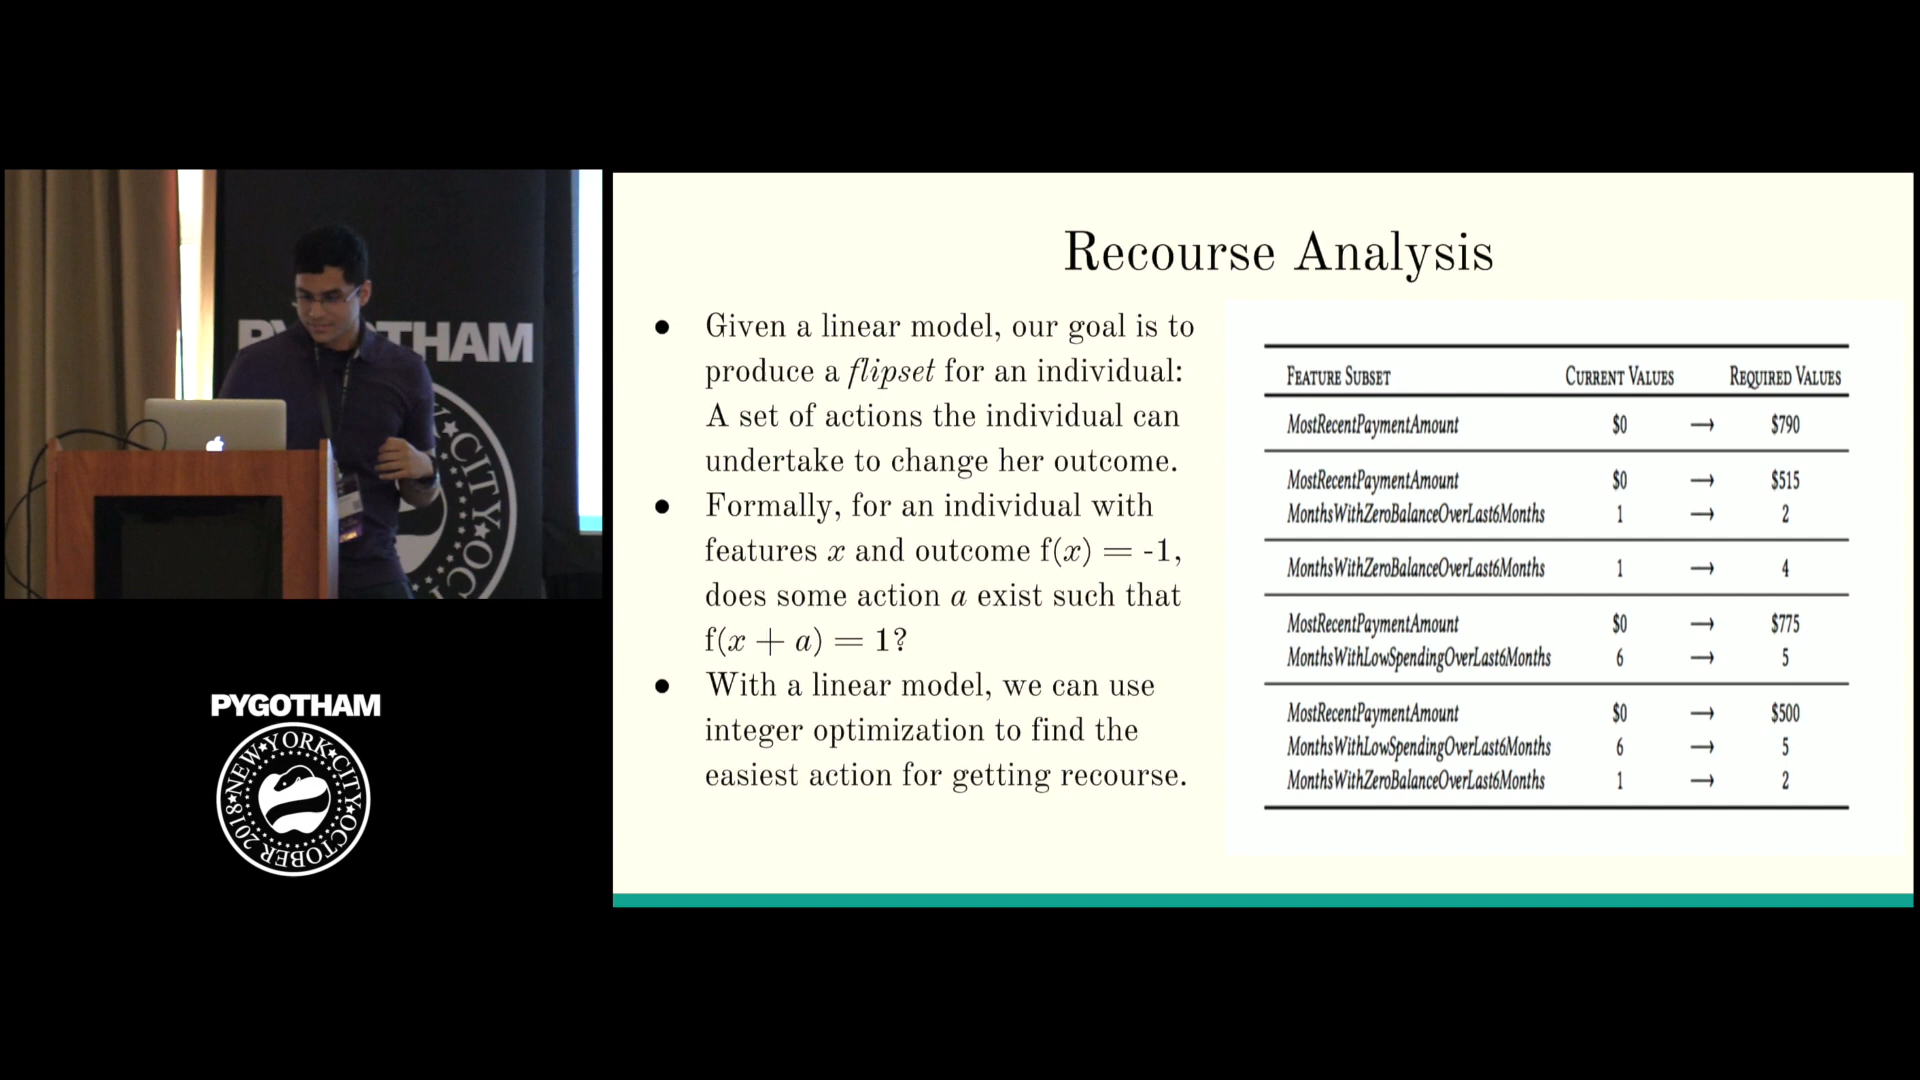 PYGOTHAM
CITY
OC
PYGOTHAM
NEW YORK CITY OCTOBER 2018
Recourse Analysis
● Given a linear model, our goal is to
produce a flipset for an individual:
A set of actions the individual can
undertake to change her outcome.
● Formally, for an individual with
features x and outcome f(x) = -1,
does some action a exist such that
f(x + a) = 1?
● With a linear model, we can use
integer optimization to find the
easiest action for getting recourse.
FEATURE SUBSET CURRENT VALUES REQUIRED VALUES
MostRecentPaymentAmount $0 → $790
MostRecentPaymentAmount $0 → $515
MonthsWithZeroBalanceOverLast6Months 1 → 2
MonthsWithZeroBalanceOverLast6Months 1 → 4
MostRecentPaymentAmount $0 → $775
MonthsWithLowSpendingOverLast6Months 6 → 5
MostRecentPaymentAmount $0 → $500
MonthsWithLowSpendingOverLast6Months 6 → 5
MonthsWithZeroBalanceOverLast6Months 1 → 2